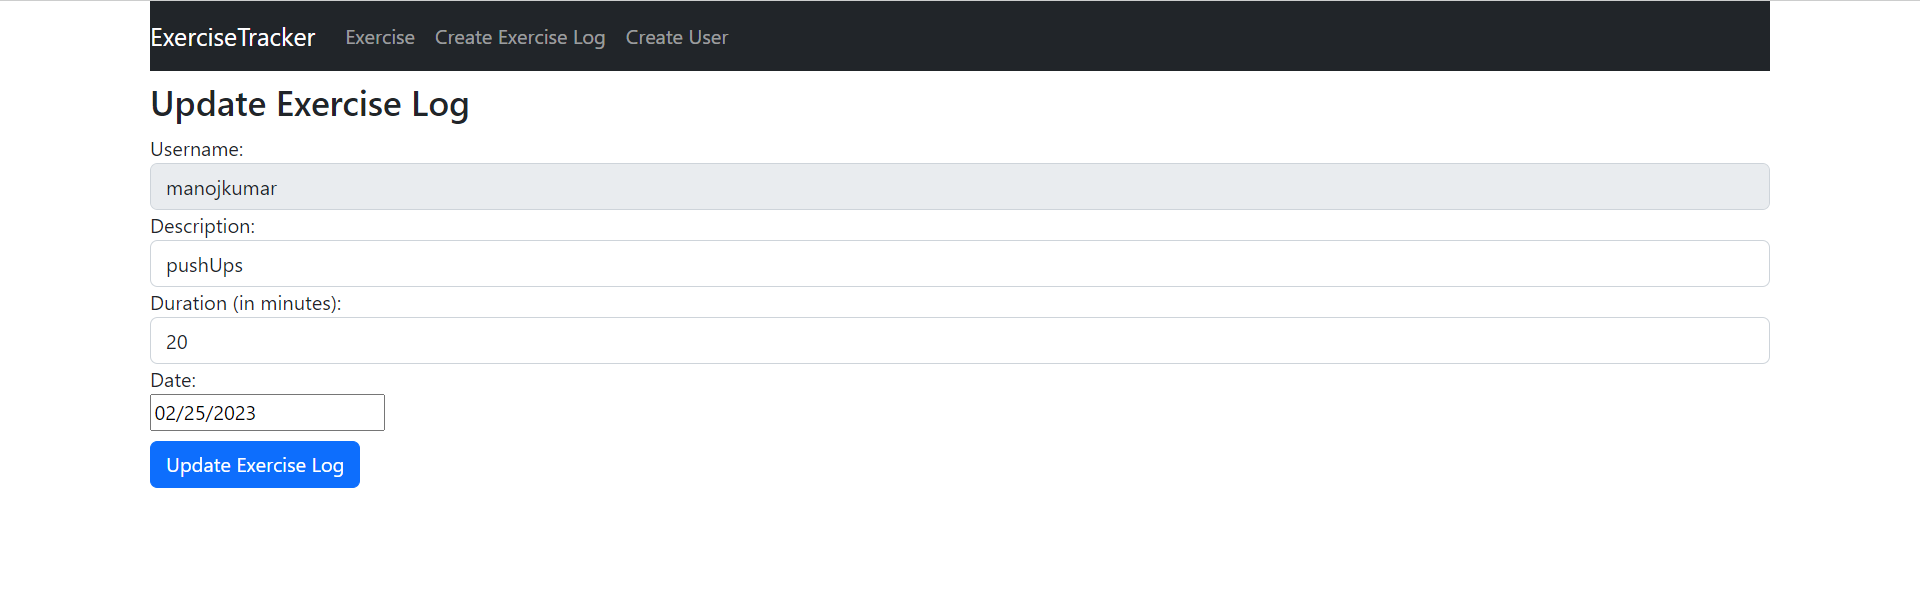 ExerciseTracker Exercise Create Exercise Log Create User
Update Exercise Log
Username:
manojkumar
Description:
pushUps
Duration (in minutes):
20
Date:
02/25/2023
Update Exercise Log